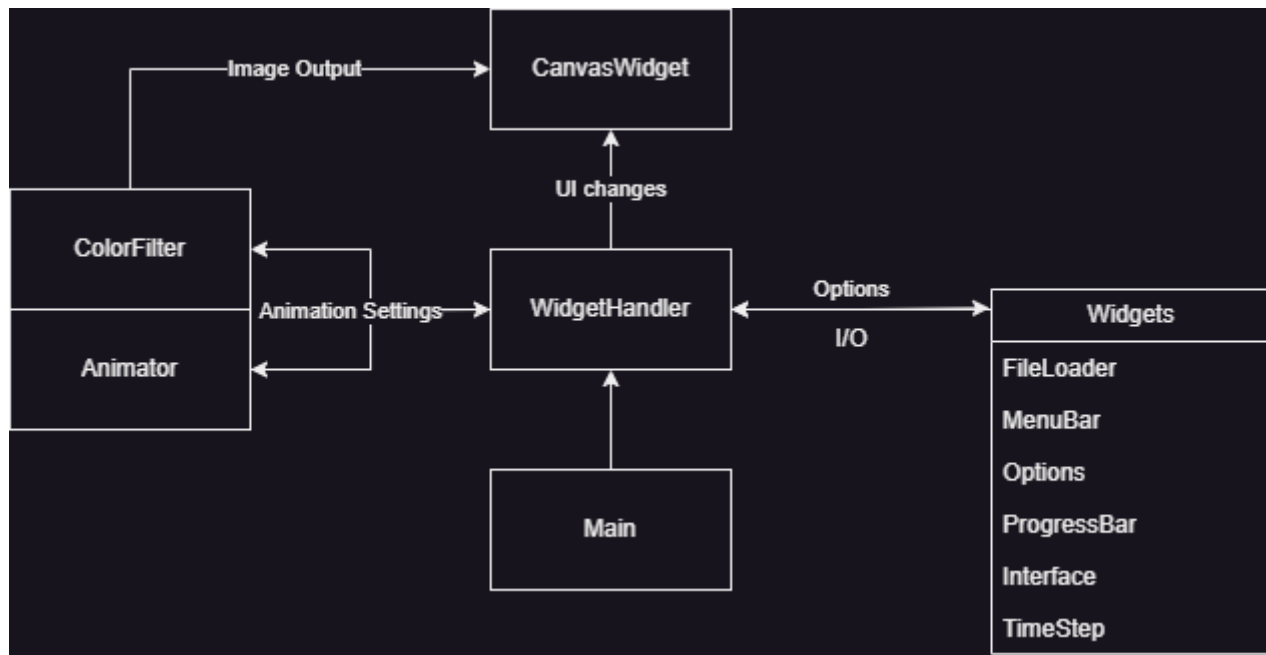 Image Output
CanvasWidget
UI changes
ColorFilter
Animation Settings
Animator
WidgetHandler
Options
I/O
Main
Widgets
FileLoader
MenuBar
Options
ProgressBar
Interface
TimeStep